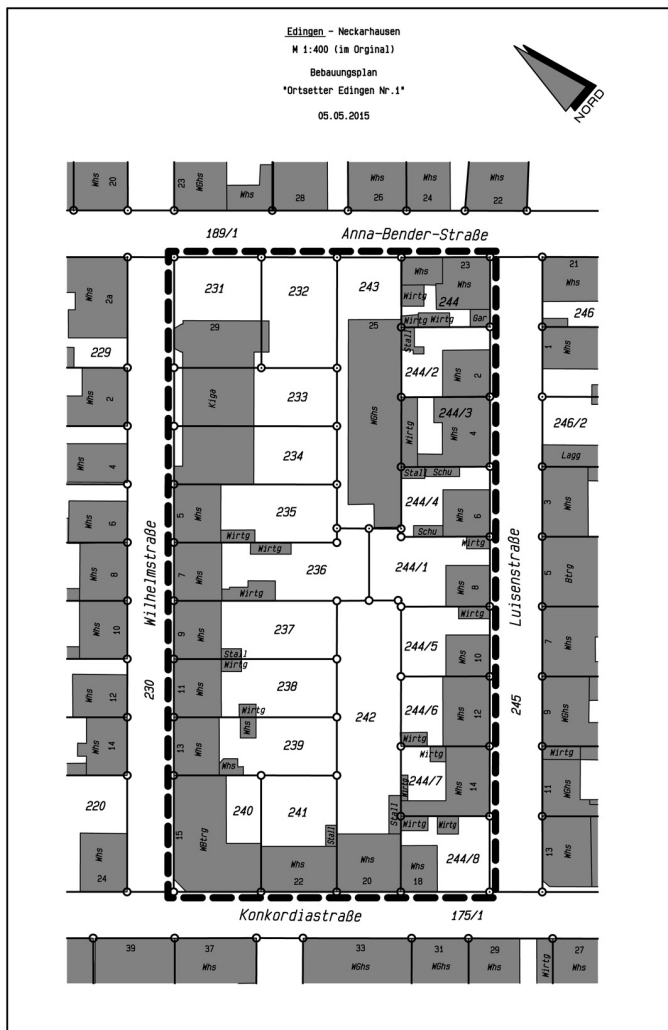 Edingen - Neckarhausen
M 1:400 (im Orginal)
Bebauungsplan
"Ortsetter Edingen Nr.1"
05.05.2015
NORD
Whs 20
23 WGhs
Whs
28
Whs 26
Whs 24
Whs 22
189/1
Anna-Bender-Straße
Whs 2a
231
232
243
Whs
23
Whs
21
Whs
Wirtg
244
246
29
25
Wirtg
Wirtg
Gar
Stall
229
1
Whs
244/2
Whs 2
Whs 2
Kiga
233
WGhs
244/3
246/2
Wirtg
Whs 4
Whs 4
234
Lagg
Stall
Schu
244/4
Whs 6
3
Whs
5
Whs
235
Whs 6
Wirtg
Schu
Wilhelmstraße
Wirtg
Wirtg
Luisenstraße
Whs 8
7
Whs
236
244/1
Whs 8
5
Btrg
Wirtg
Wirtg
Whs 10
9
Whs
237
244/5
Whs 10
7
Whs
Stall
Wirtg
230
Whs 12
11
Whs
238
242
244/6
Whs 12
245
9
WGhs
Wirtg
Whs
Wirtg
Whs 14
13
Whs
239
Wirtg
Wirtg
Whs
244/7
Whs 14
11
WGhs
Wirtg
220
15
WBtrg
240
241
Stall
Stall
Wirtg
Wirtg
13
Whs
Whs 24
Whs
22
Whs
20
Whs
18
244/8
Konkordiastraße
175/1
39
37
Whs
33
WGhs
31
WGhs
29
Whs
Wirtg
27
Whs